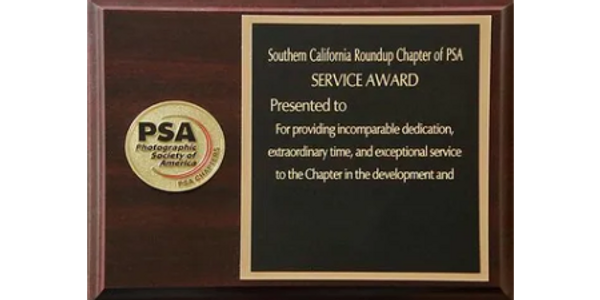 PSA
Photographic
Society of
America
PSA CHAPTERS
Southern California Roundup Chapter of PSA
SERVICE AWARD
Presented to
For providing incomparable dedication,
extraordinary time, and exceptional service
to the Chapter in the development and